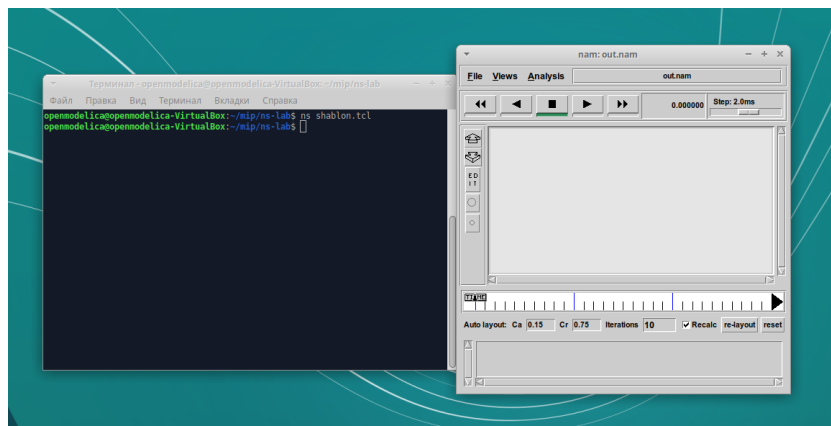 Терминал - openmodelica@openmodelica-VirtualBox: ~/mip/ns-lab
Файл Правка Вид Терминал Вкладки Справка
openmodelica@openmodelica-VirtualBox:~/mip/ns-lab$ ns shablon.tcl
openmodelica@openmodelica-VirtualBox:~/mip/ns-lab$
nam: out.nam
File Views Analysis out.nam
0.000000 Step: 2.0ms
E D
I T
TIME
Auto layout: Ca 0.15 Cr 0.75 Iterations 10 Recalc re-layout reset